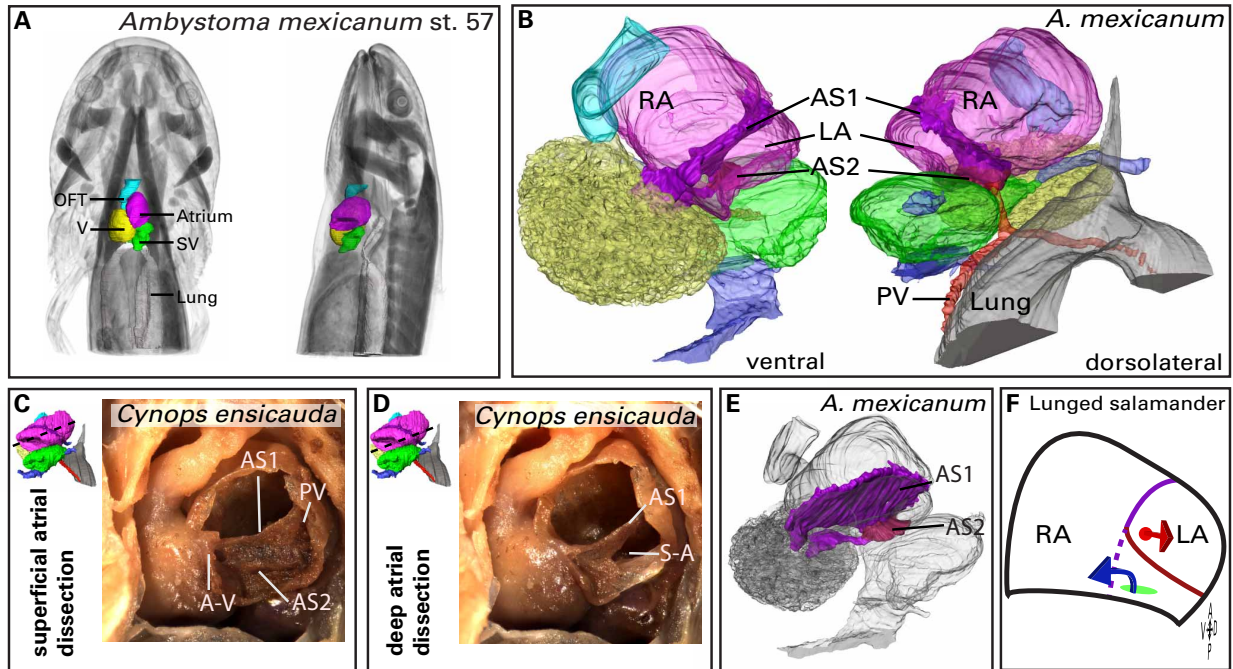 A
Ambystoma mexicanum st. 57
OFT
V
Atrium
SV
Lung
B
A. mexicanum
RA
AS1
LA
AS2
RA
PV
Lung
ventral
dorsolateral
C
Cynops ensicauda
superficial atrial
dissection
AS1
PV
A-V
AS2
D
Cynops ensicauda
deep atrial
dissection
AS1
S-A
E
A. mexicanum
AS1
AS2
F Lunged salamander
RA
LA
A
V D
P